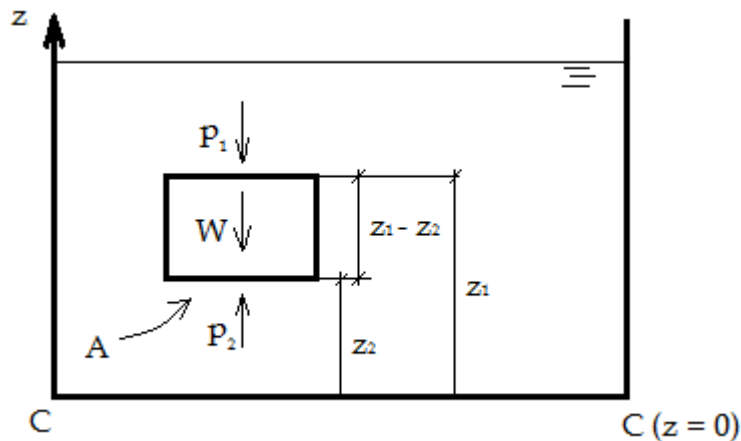 z
p₁
W
z₁ - z₂
z₁
A
p₂
z₂
C
C (z = 0)